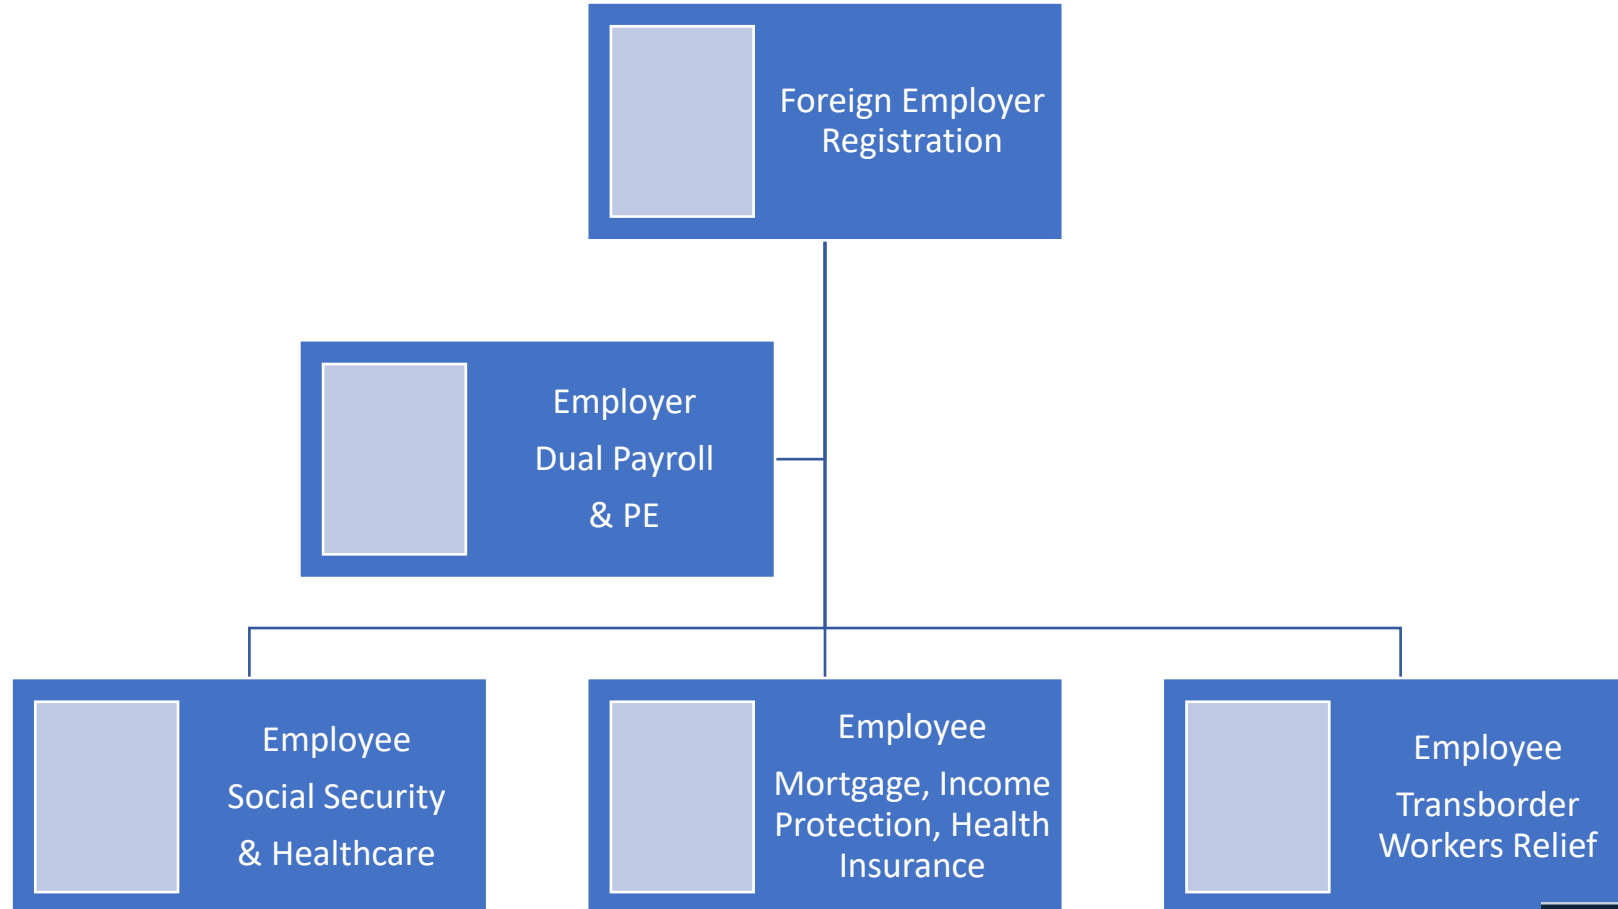 Foreign Employer
Registration
Employer
Dual Payroll
& PE
Employee
Social Security
& Healthcare
Employee
Mortgage, Income
Protection, Health
Insurance
Employee
Transborder
Workers Relief